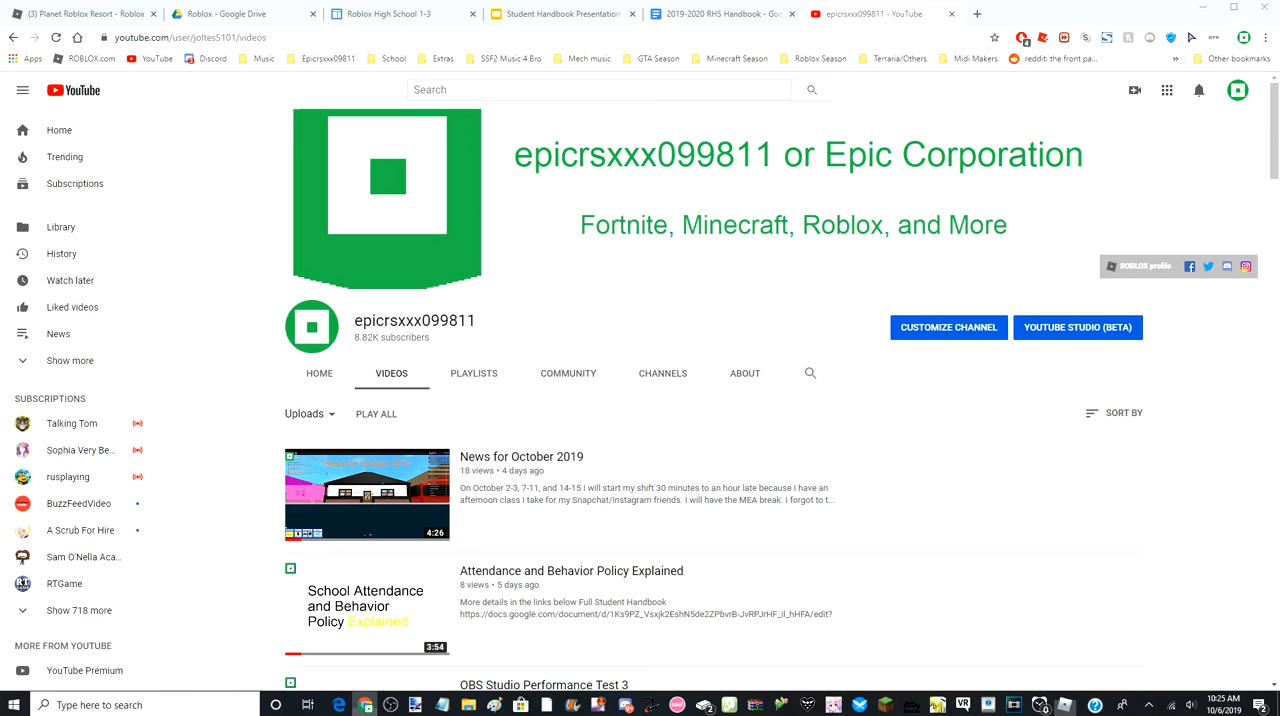 (3) Planet Roblox Resort - Roblox
Roblox - Google Drive
Roblox High School 1-3
Student Handbook Presentation
2019-2020 RHS Handbook - Goo
epicrsxxx099811 - YouTube
youtube.com/user/joltes5101/videos
4
Apps
ROBLOX.com
YouTube
Discord
Music
Epicrsxxx09811
School
Extras
SSF2 Music 4 Bro
Mech music
GTA Season
Minecraft Season
Roblox Season
Terraria/Others
Midi Makers
reddit: the front pa...
»
Other bookmarks
YouTube
Search
Home
Trending
Subscriptions
Library
History
Watch later
Liked videos
News
Show more
SUBSCRIPTIONS
Talking Tom
Sophia Very Be...
rusplaying
BuzzFeedVideo
A Scrub For Hire
Sam O'Nella Aca...
RTGame
Show 718 more
MORE FROM YOUTUBE
YouTube Premium
epicrsxxx099811 or Epic Corporation
Fortnite, Minecraft, Roblox, and More
ROBLOX profile
epicrsxxx099811
8.82K subscribers
CUSTOMIZE CHANNEL
YOUTUBE STUDIO (BETA)
HOME
VIDEOS
PLAYLISTS
COMMUNITY
CHANNELS
ABOUT
Uploads
PLAY ALL
SORT BY
4:26
News for October 2019
18 views • 4 days ago
On October 2-3, 7-11, and 14-15 I will start my shift 30 minutes to an hour late because I have an
afternoon class I take for my Snapchat/Instagram friends. I will have the MEA break. I forgot to t...
School Attendance
and Behavior
Policy Explained
3:54
Attendance and Behavior Policy Explained
8 views • 5 days ago
More details in the links below Full Student Handbook
https://docs.google.com/document/d/1Ks9PZ_Vsxjk2EshN5de2ZPbvrB-JvRPJrHF_il_hHFA/edit?
OBS Studio Performance Test 3
Type here to search
10:25 AM
10/6/2019